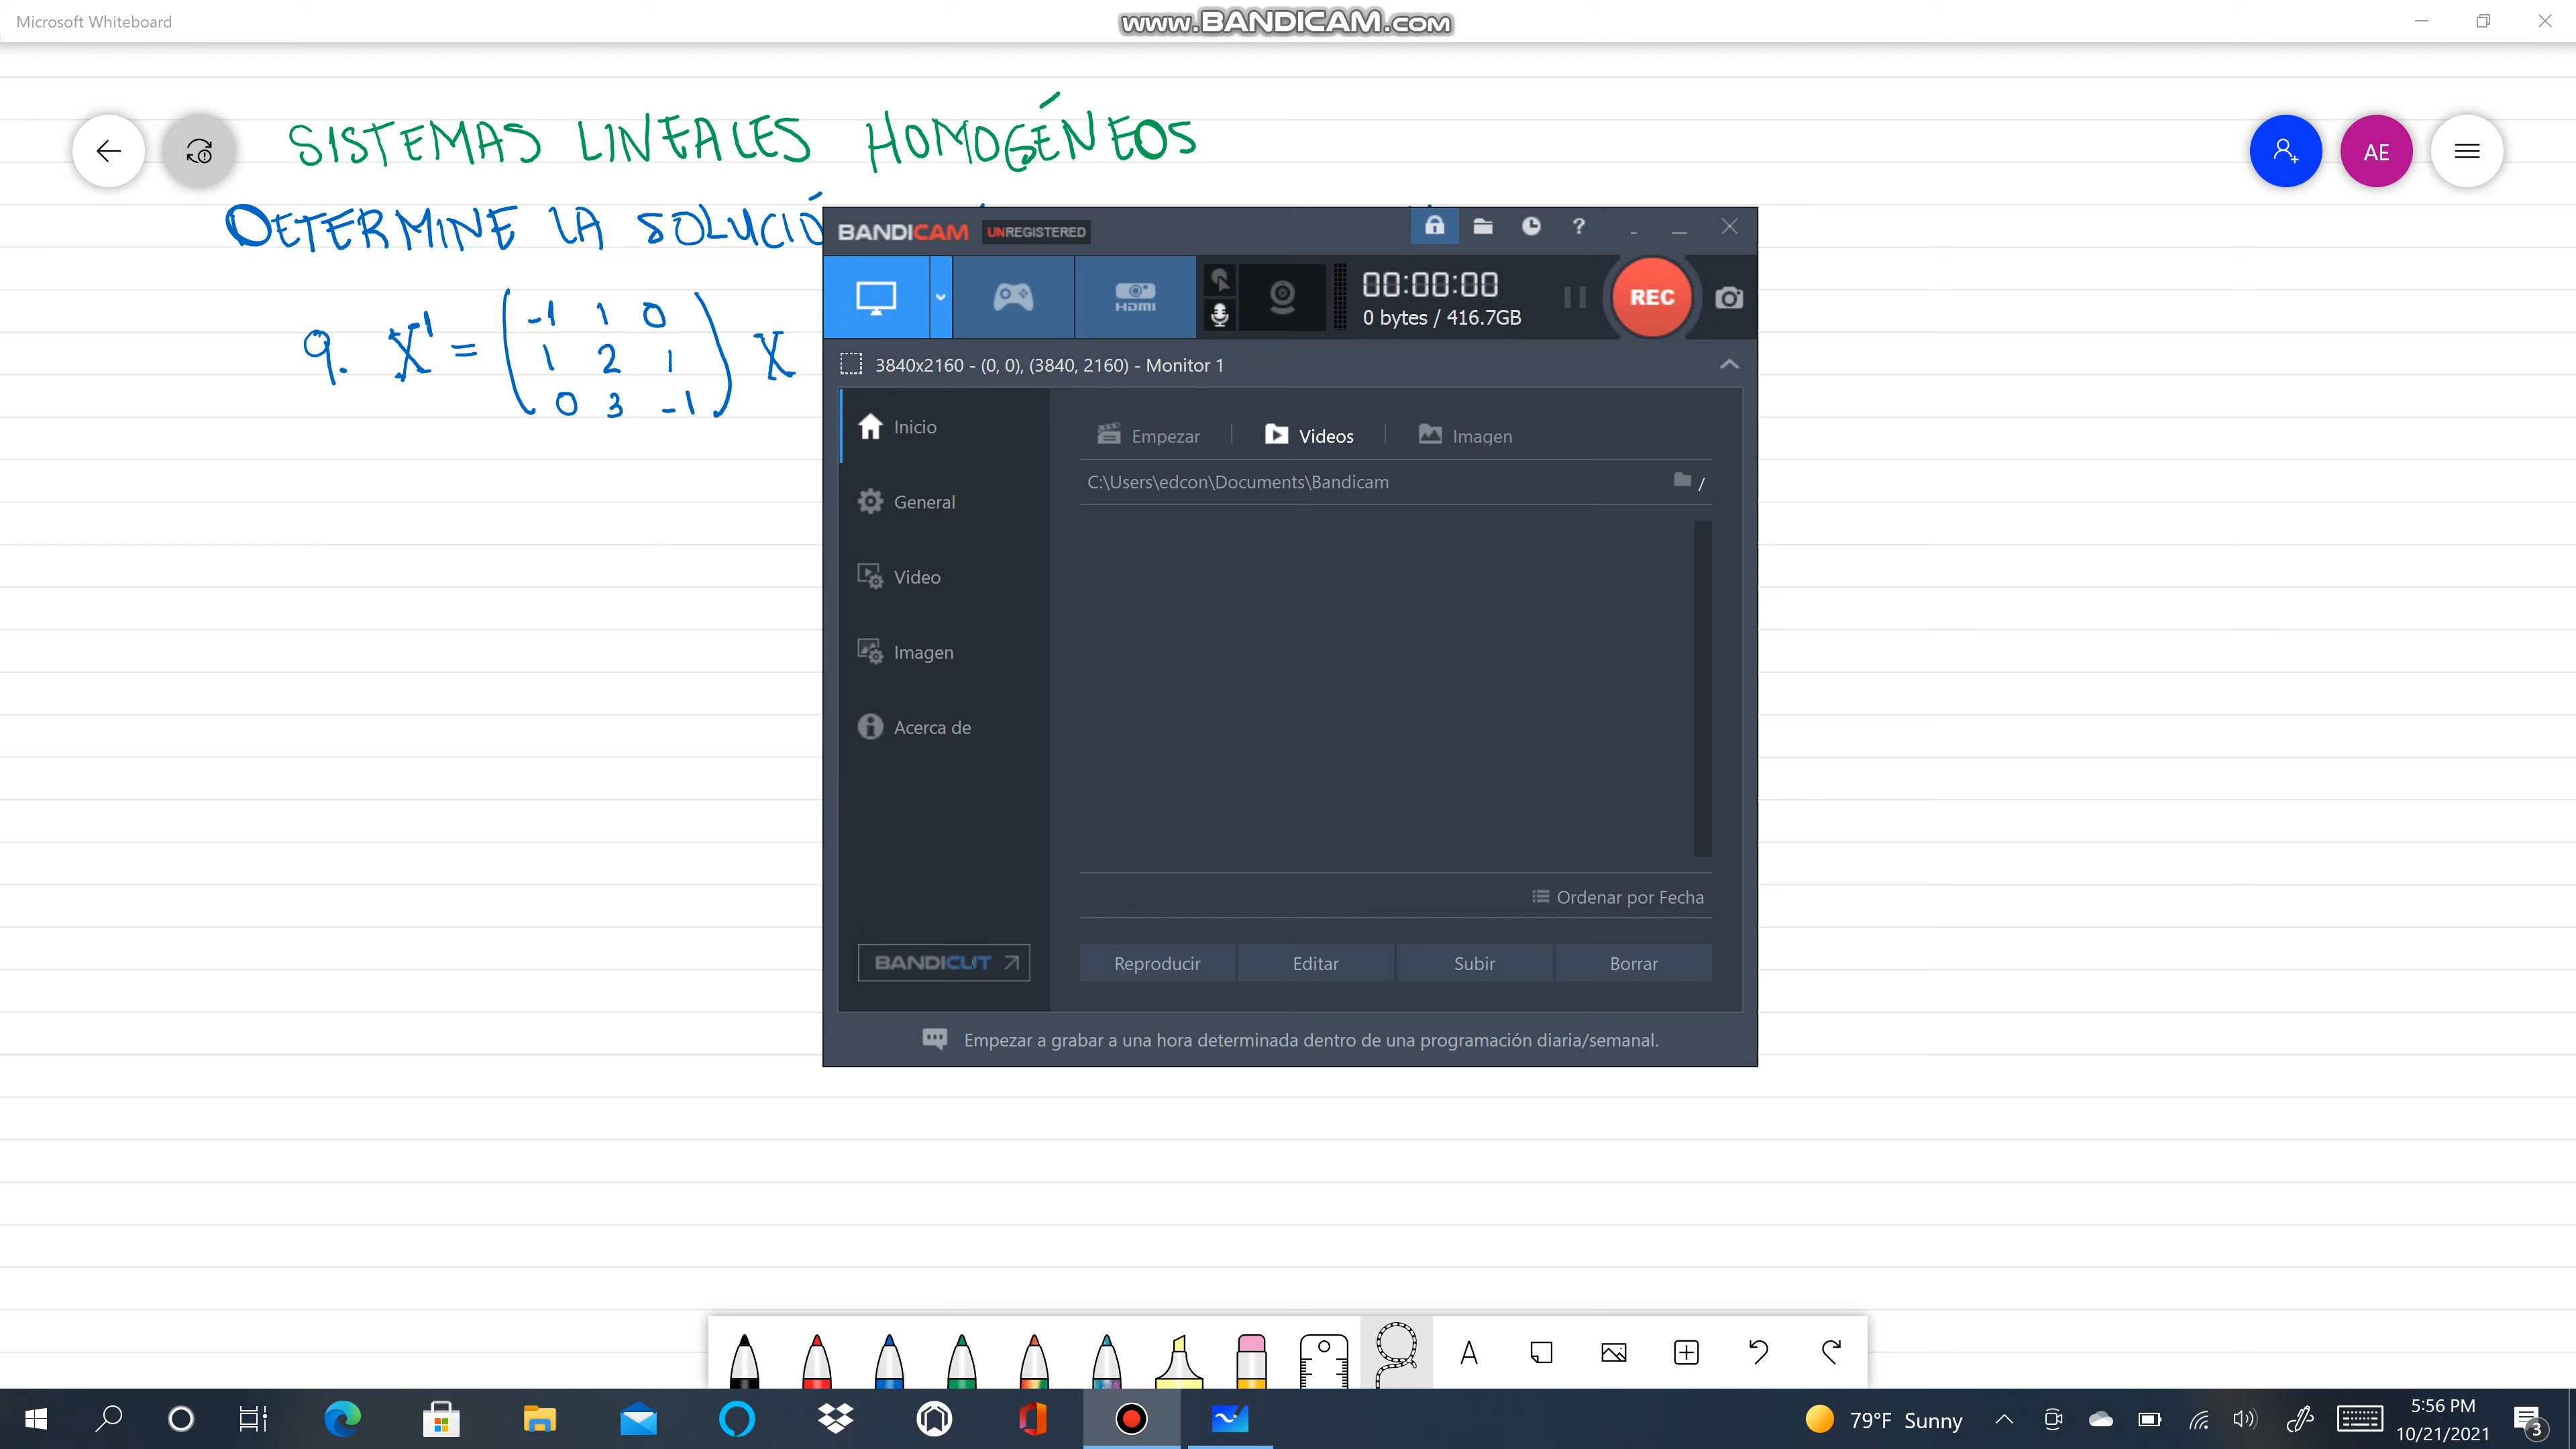 Microsoft Whiteboard
www.BANDICAM.com
SISTEMAS LINEALES HOMOGÉNEOS
AE
DETERMINE LA SOLUCIÓ
9. X' = ( -1 1 0
1 2 1
0 3 -1 ) X
BANDICAM UNREGISTERED
?
HDMI
00:00:00
0 bytes / 416.7GB
REC
3840x2160 - (0, 0), (3840, 2160) - Monitor 1
Inicio
General
Video
Imagen
Acerca de
BANDICUT
Empezar Videos Imagen
C:\Users\edcon\Documents\Bandicam /
Ordenar por Fecha
Reproducir Editar Subir Borrar
Empezar a grabar a una hora determinada dentro de una programación diaria/semanal.
A
79°F Sunny
5:56 PM
10/21/2021
3